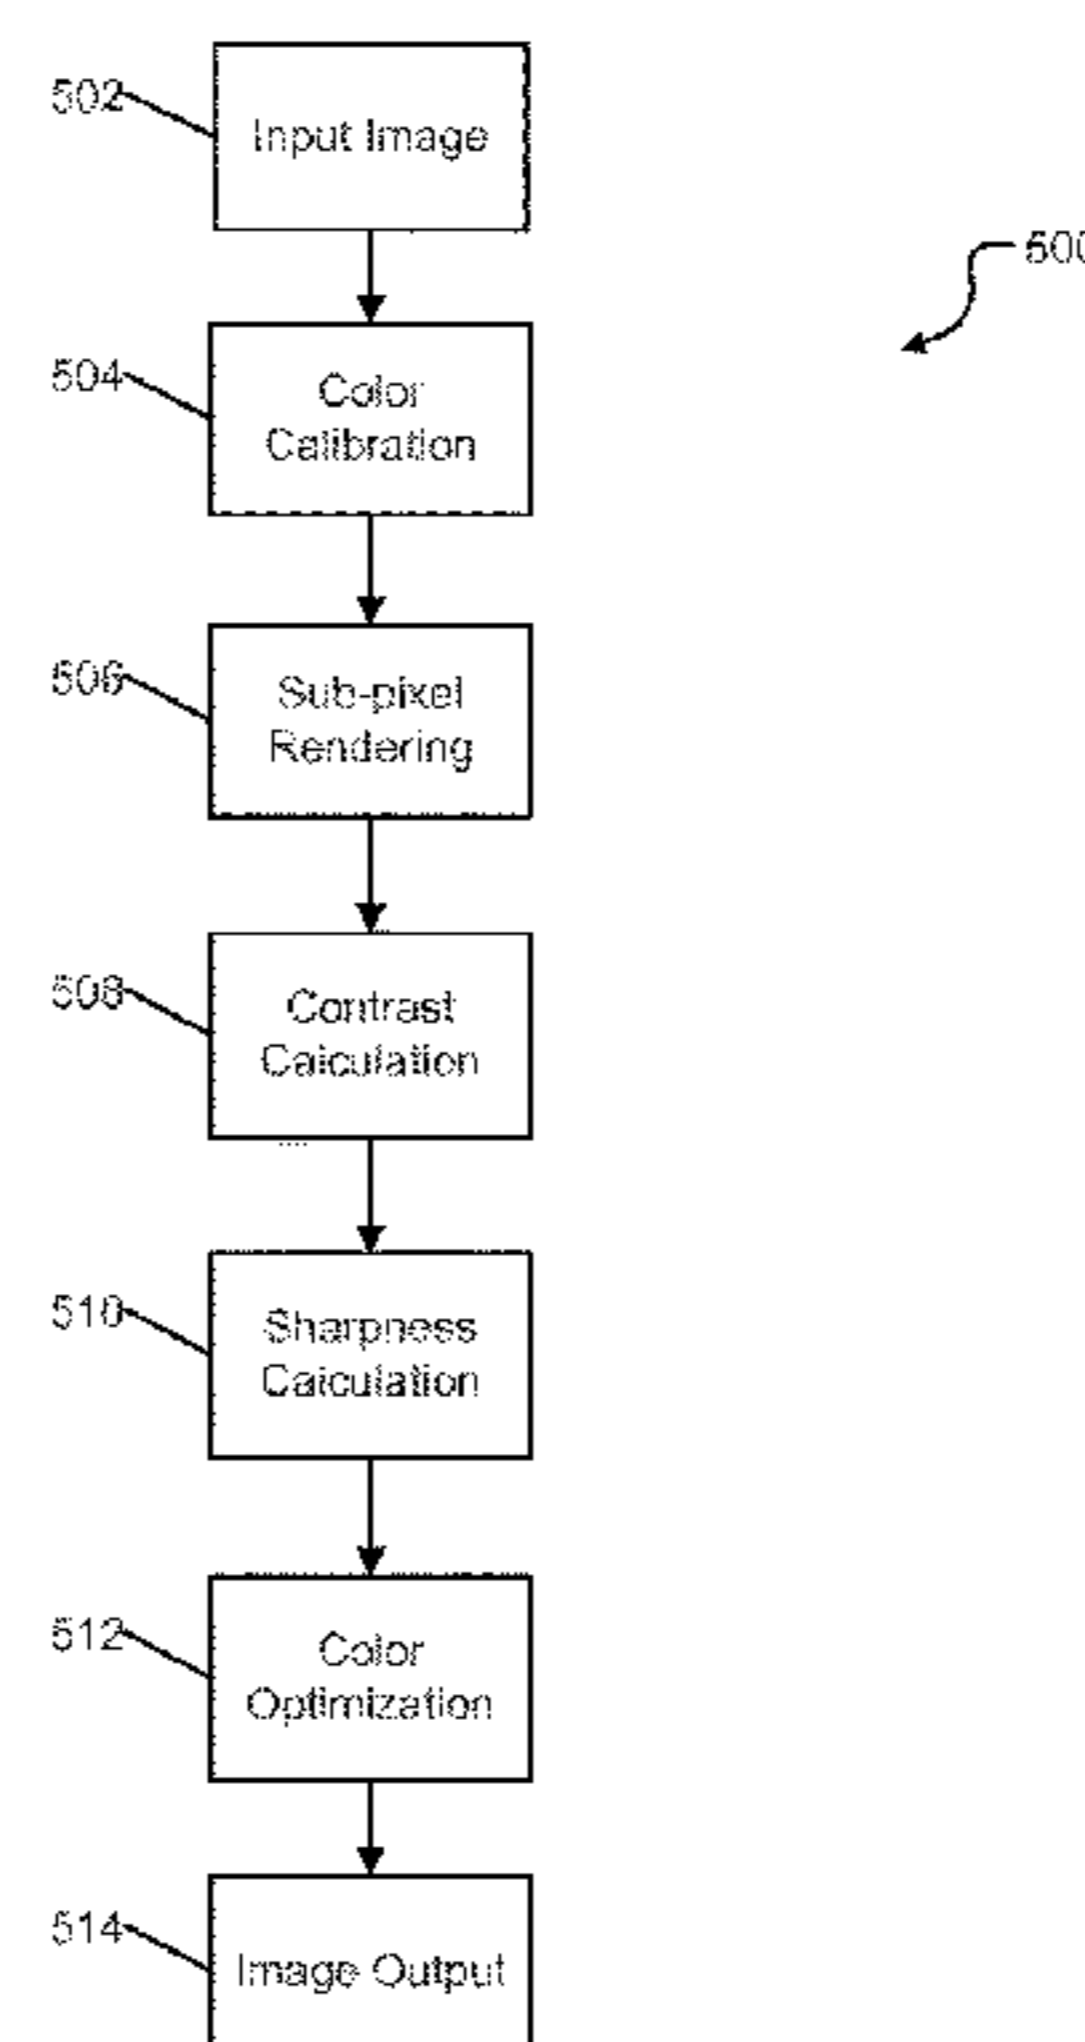 502
Input Image
500
504
Color
Calibration
506
Sub-pixel
Rendering
508
Contrast
Calculation
510
Sharpness
Calculation
512
Color
Optimization
514
Image Output